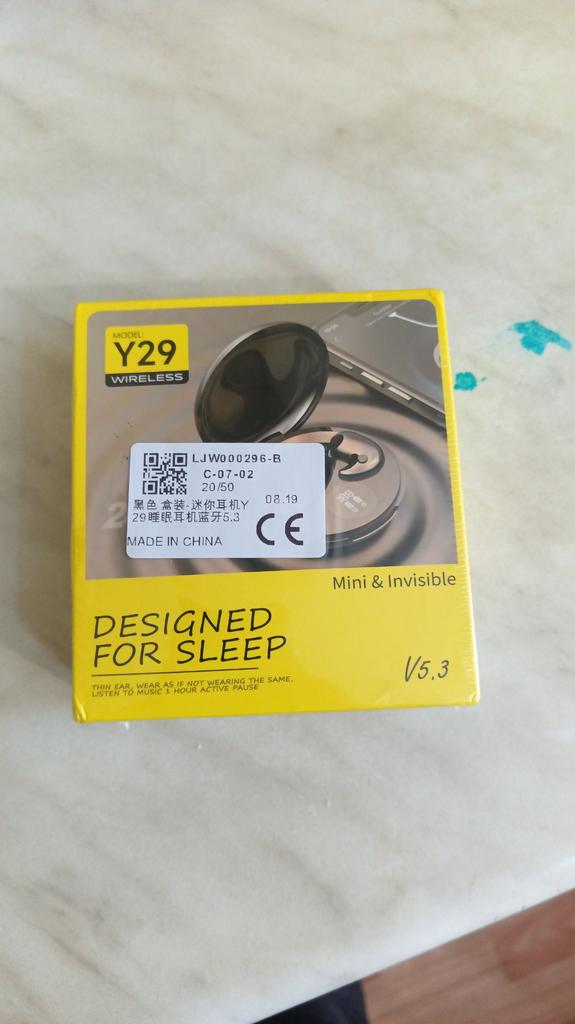 MODEL:
Y29
WIRELESS
LJW000296-B
C-07-02
20/50
08.19
黑色 盒装-迷你耳机Y
29睡眠耳机蓝牙5.3
CE
MADE IN CHINA
Mini & Invisible
DESIGNED
FOR SLEEP
V5.3
THIN EAR, WEAR AS IF NOT WEARING THE SAME,
LISTEN TO MUSIC 1 HOUR ACTIVE PAUSE